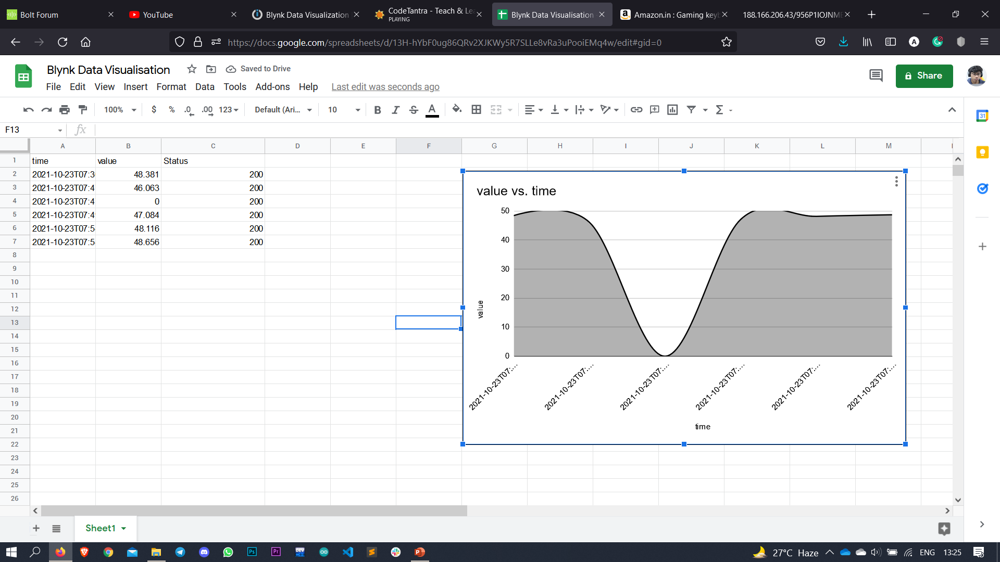 Bolt Forum
YouTube
Blynk Data Visualization
CodeTantra - Teach & Le
PLAYING
Blynk Data Visualisation
Amazon.in : Gaming keyb
188.166.206.43/956P1IOJNME
https://docs.google.com/spreadsheets/d/13H-hYbF0ug86QRv2XJKWy5R7SLLe8vRa3uPooiEMq4w/edit#gid=0
Blynk Data Visualisation
Saved to Drive
File Edit View Insert Format Data Tools Add-ons Help Last edit was seconds ago
Share
100% $ % .0 .00 123 Default (Ari... 10 B I S A Σ
31
F13 fx
A B C D E F G H I J K L M
1 time value Status
2 2021-10-23T07:3 48.381 200
3 2021-10-23T07:4 46.063 200
4 2021-10-23T07:4 0 200
5 2021-10-23T07:4 47.084 200
6 2021-10-23T07:5 48.116 200
7 2021-10-23T07:5 48.656 200
8
9
10
11
12
13
14
15
16
17
18
19
20
21
22
23
24
25
26
value vs. time
50
40
30
20
10
0
value
2021-10-23T07:...
2021-10-23T07:...
2021-10-23T07:...
2021-10-23T07:...
2021-10-23T07:...
2021-10-23T07:...
time
Sheet1
Ps Pr DEV
27°C Haze ENG 13:25